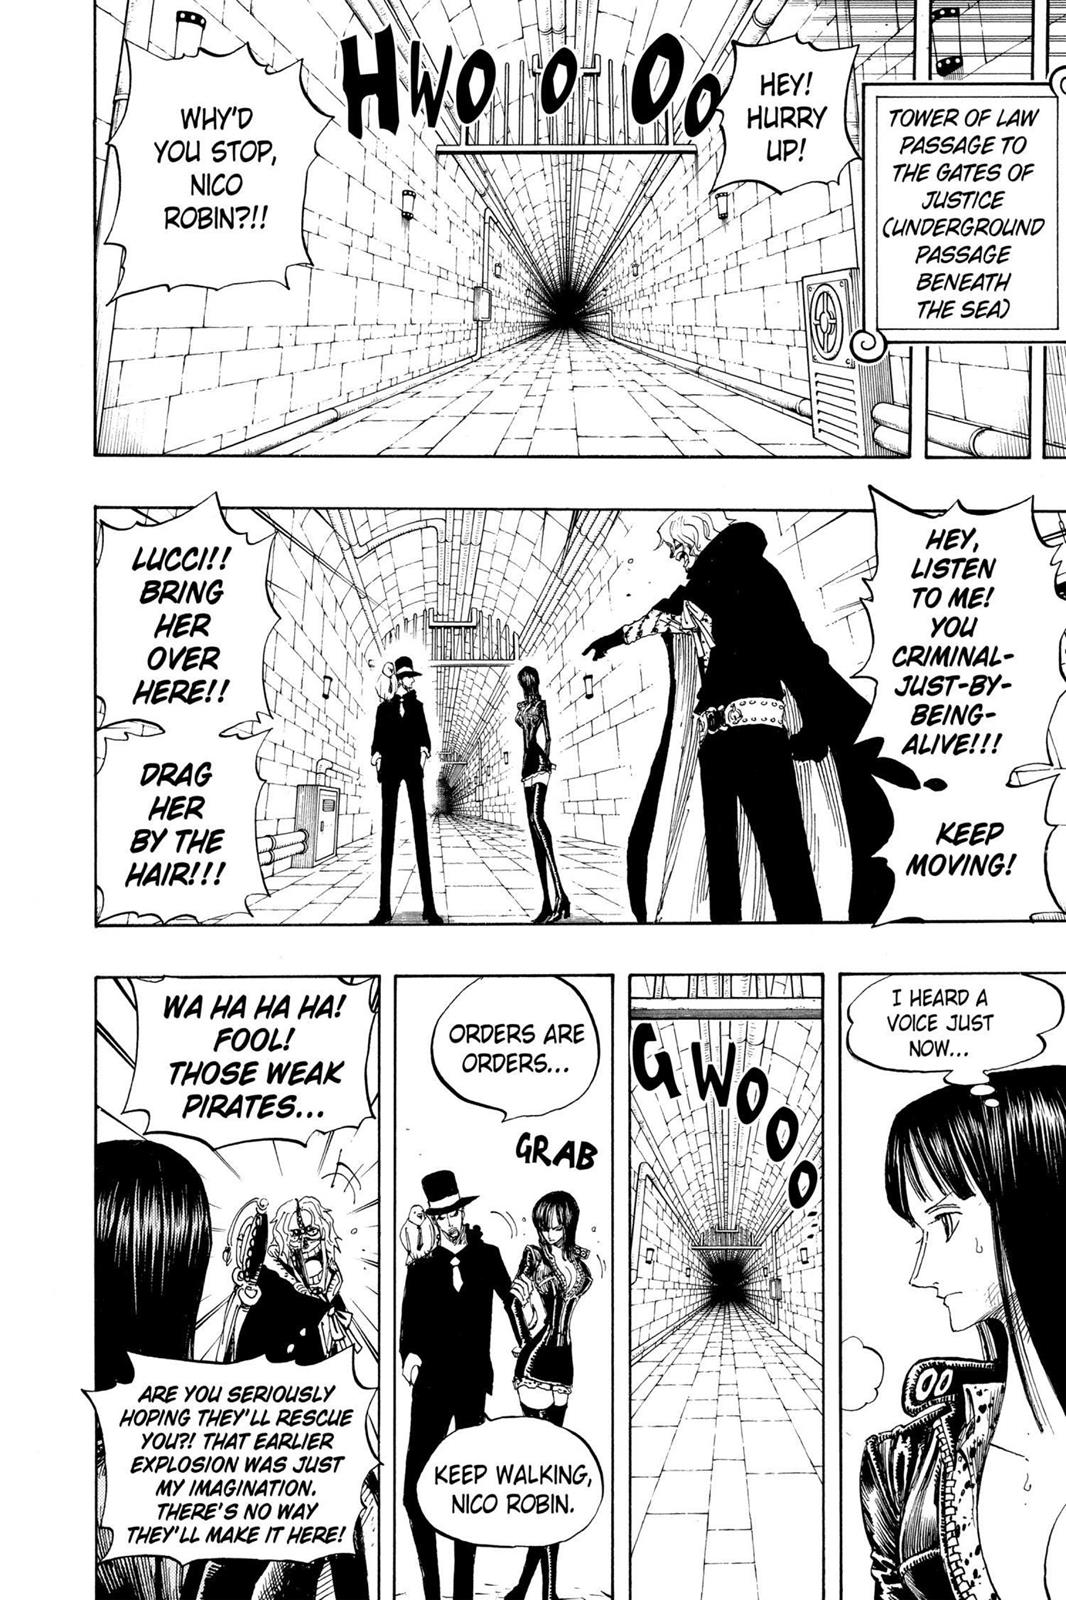 TOWER OF LAW
PASSAGE TO
THE GATES OF
JUSTICE
(UNDERGROUND
PASSAGE
BENEATH
THE SEA)
HEY!
HURRY
UP!
HWOOOO
WHY'D
YOU STOP,
NICO
ROBIN?!!
HEY,
LISTEN
TO ME!
YOU
CRIMINAL-
JUST-BY-
BEING-
ALIVE!!!
KEEP
MOVING!
LUCCI!!
BRING
HER
OVER
HERE!!
DRAG
HER
BY THE
HAIR!!!
I HEARD A
VOICE JUST
NOW...
GWOOO
ORDERS ARE
ORDERS...
GRAB
KEEP WALKING,
NICO ROBIN.
WA HA HA HA!
FOOL!
THOSE WEAK
PIRATES...
ARE YOU SERIOUSLY
HOPING THEY'LL RESCUE
YOU?! THAT EARLIER
EXPLOSION WAS JUST
MY IMAGINATION.
THERE'S NO WAY
THEY'LL MAKE IT HERE!